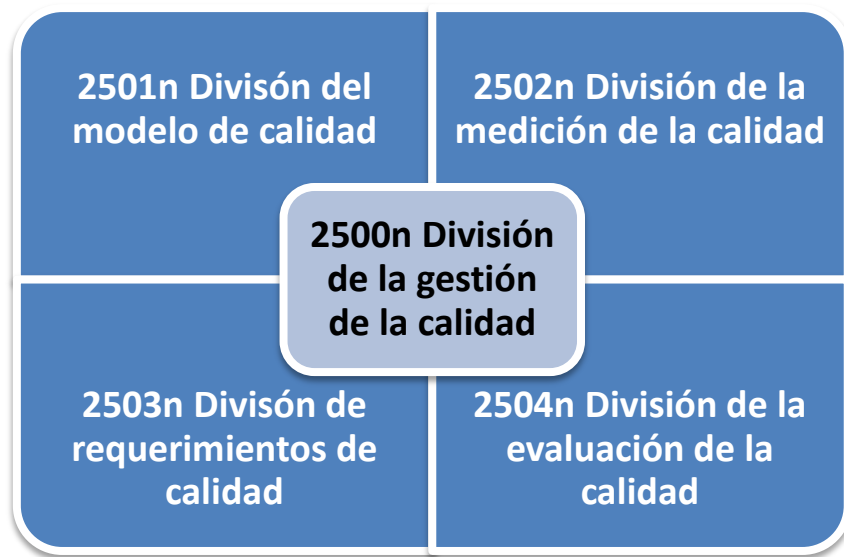 2501n Divisón del
modelo de calidad
2502n División de la
medición de la calidad
2500n División
de la gestión
de la calidad
2503n Divisón de
requerimientos de
calidad
2504n División de la
evaluación de la
calidad